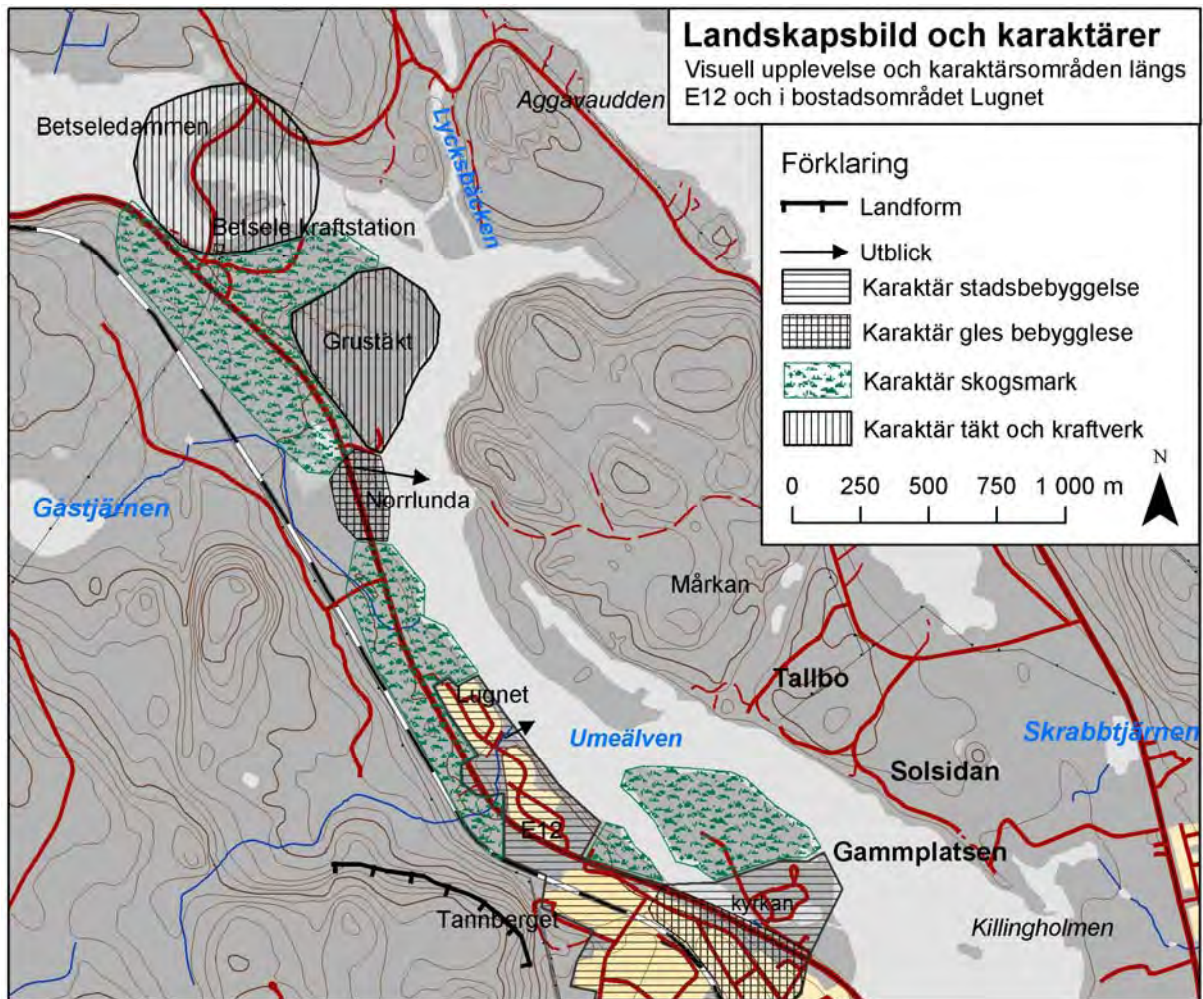 Landskapsbild och karaktärer
Visuell upplevelse och karaktärsområden längs
E12 och i bostadsområdet Lugnet
Förklaring
Landform
Utblick
Karaktär stadsbebyggelse
Karaktär gles bebygglese
Karaktär skogsmark
Karaktär täkt och kraftverk
N
0 250 500 750 1 000 m
Aggavaudden
Betseledammen
Lycksbäcken
Betsele kraftstation
Grustäkt
Norrlunda
Gåstjärnen
Mårkan
Tallbo
Lugnet
Umeälven
Skrabbtjärnen
Solsidan
E12
Gammplatsen
kyrkan
Tannberget
Killingholmen